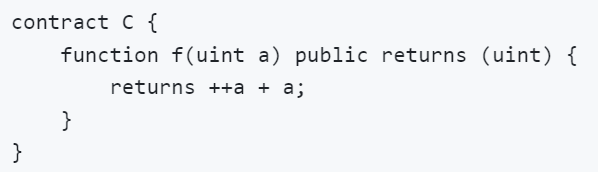 contract C {
    function f(uint a) public returns (uint) {
        returns ++a + a;
    }
}